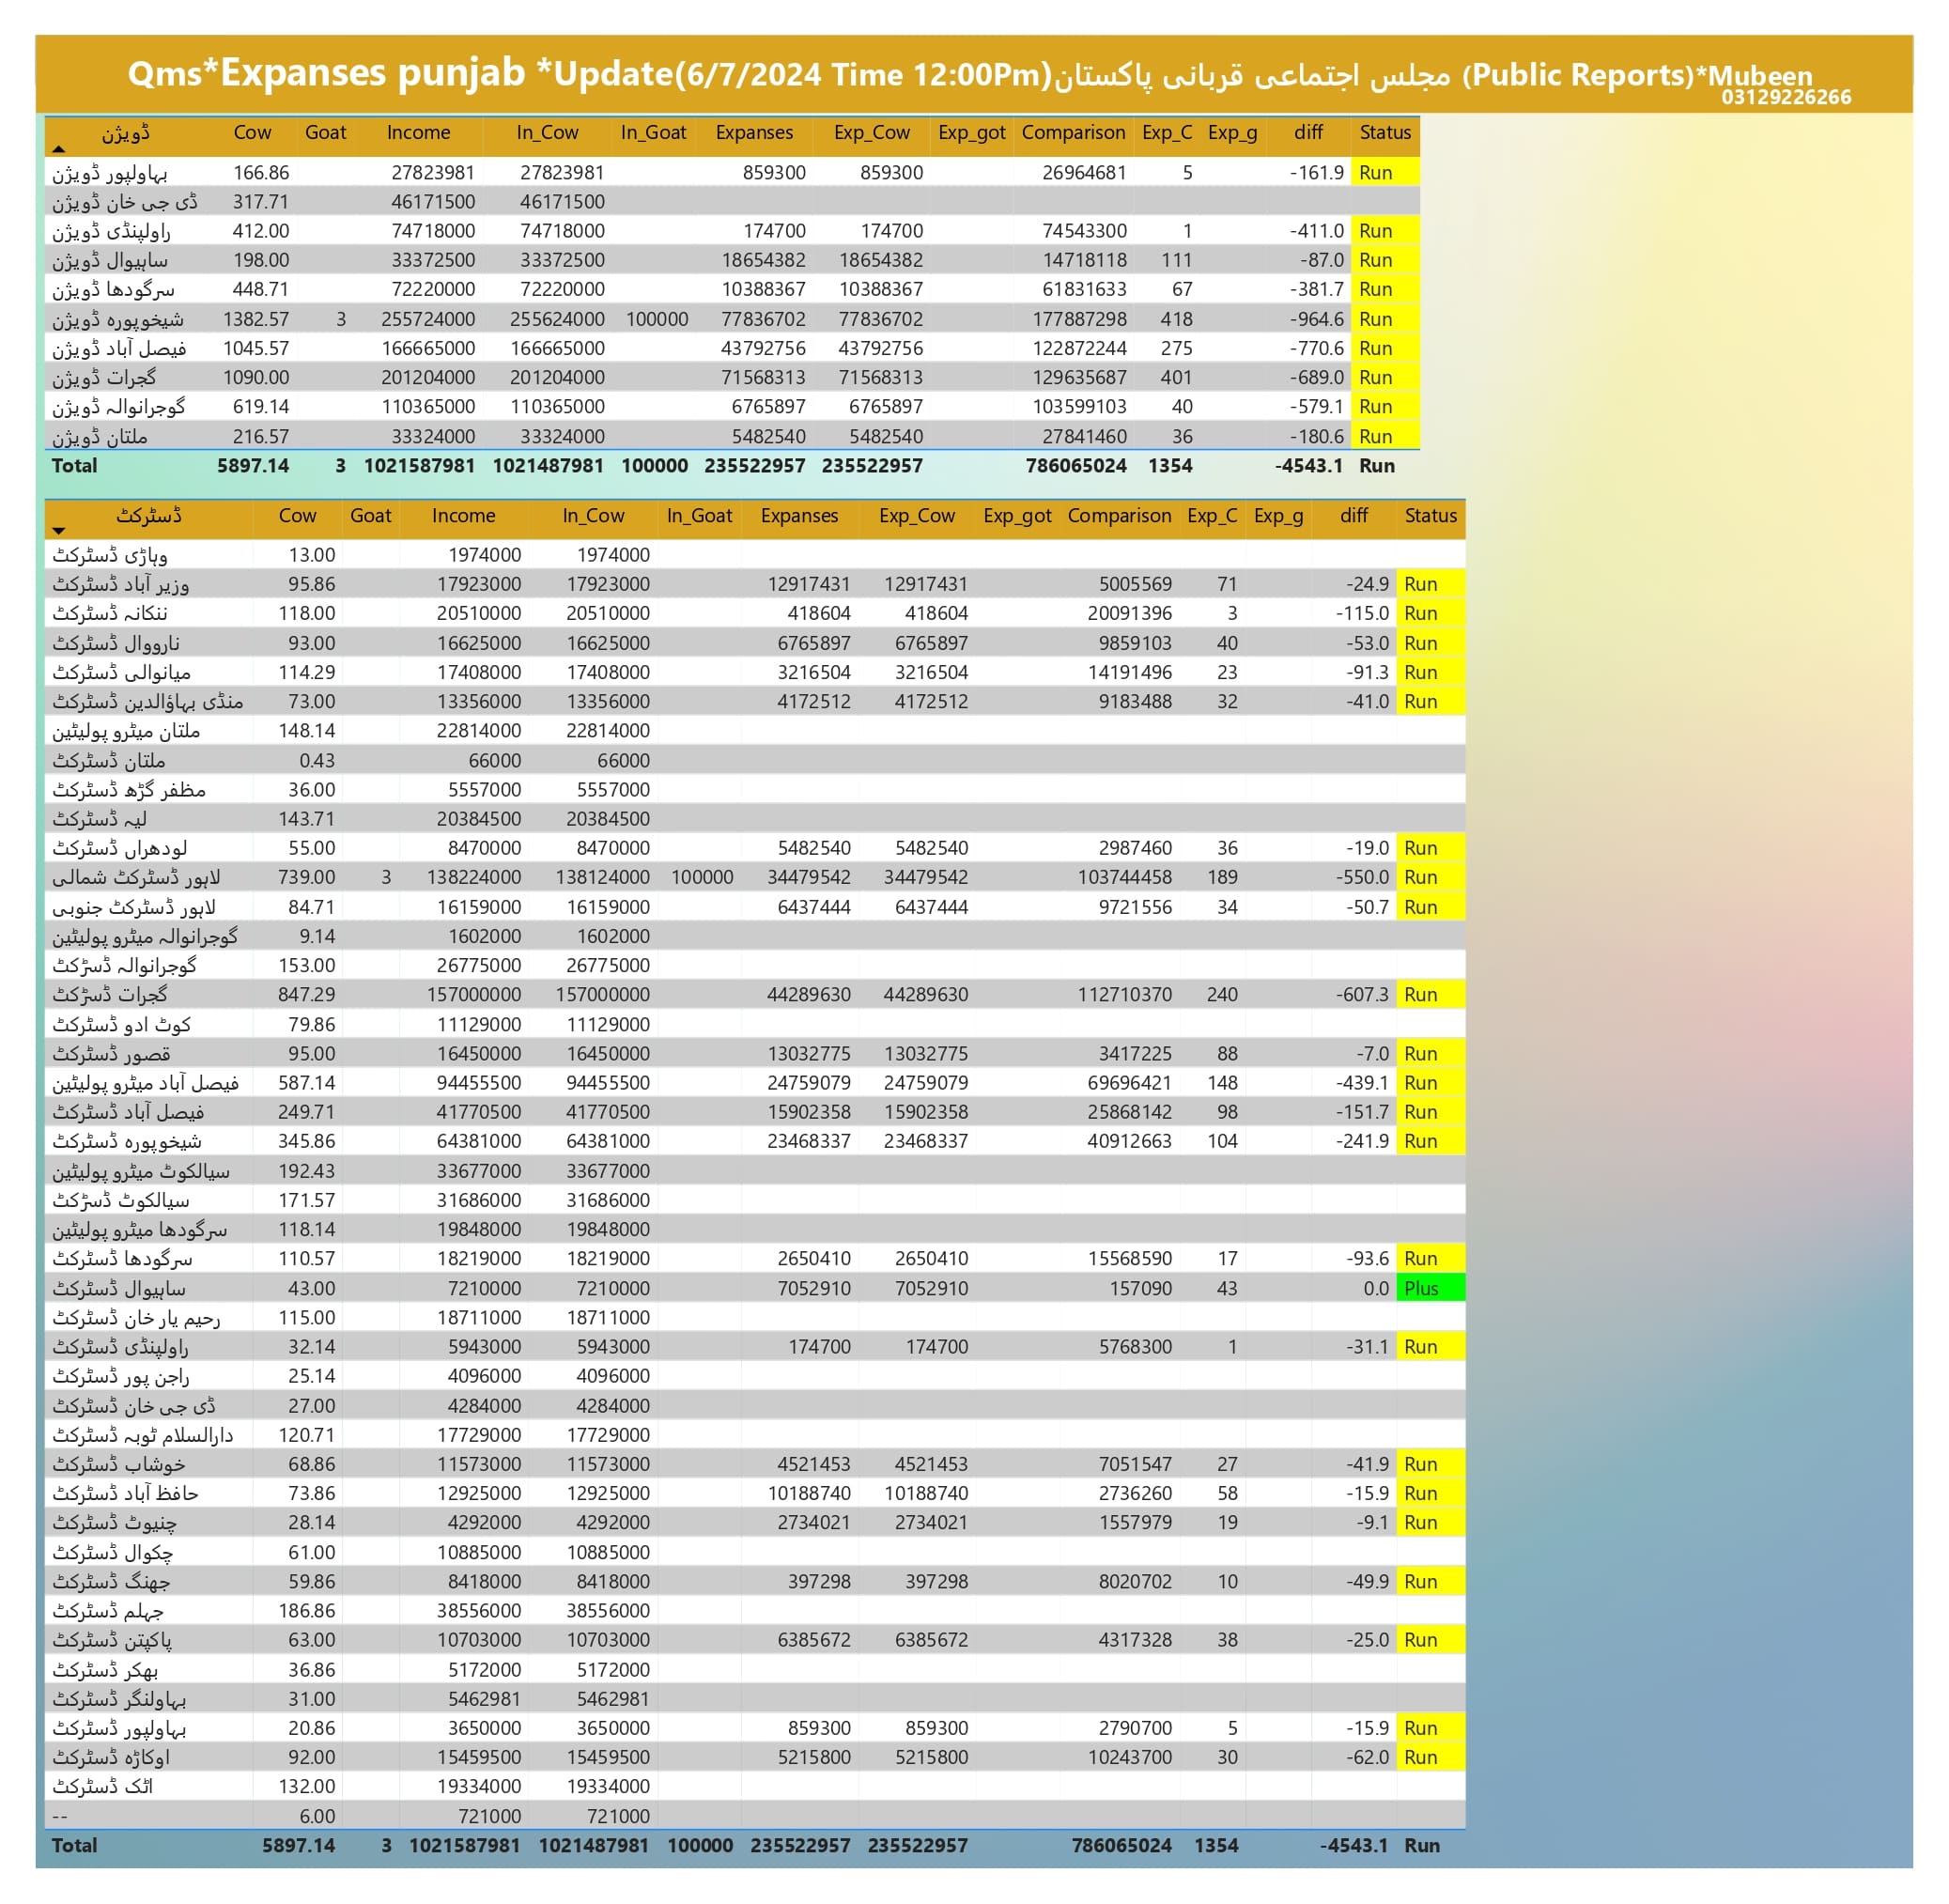 Qms*Expanses punjab *Update(6/7/2024 Time 12:00Pm)مجلس اجتماعی قربانی پاکستان (Public Reports)*Mubeen
03129226266
ڈویژن Cow Goat Income In_Cow In_Goat Expanses Exp_Cow Exp_got Comparison Exp_C Exp_g diff Status
بہاولپور ڈویژن 166.86 27823981 27823981 859300 859300 26964681 5 -161.9 Run
ڈی جی خان ڈویژن 317.71 46171500 46171500
راولپنڈی ڈویژن 412.00 74718000 74718000 174700 174700 74543300 1 -411.0 Run
ساہیوال ڈویژن 198.00 33372500 33372500 18654382 18654382 14718118 111 -87.0 Run
سرگودھا ڈویژن 448.71 72220000 72220000 10388367 10388367 61831633 67 -381.7 Run
شیخوپورہ ڈویژن 1382.57 3 255724000 255624000 100000 77836702 77836702 177887298 418 -964.6 Run
فیصل آباد ڈویژن 1045.57 166665000 166665000 43792756 43792756 122872244 275 -770.6 Run
گجرات ڈویژن 1090.00 201204000 201204000 71568313 71568313 129635687 401 -689.0 Run
گوجرانوالہ ڈویژن 619.14 110365000 110365000 6765897 6765897 103599103 40 -579.1 Run
ملتان ڈویژن 216.57 33324000 33324000 5482540 5482540 27841460 36 -180.6 Run
Total 5897.14 3 1021587981 1021487981 100000 235522957 235522957 786065024 1354 -4543.1 Run
ڈسٹرکٹ Cow Goat Income In_Cow In_Goat Expanses Exp_Cow Exp_got Comparison Exp_C Exp_g diff Status
وہاڑی ڈسٹرکٹ 13.00 1974000 1974000
وزیر آباد ڈسٹرکٹ 95.86 17923000 17923000 12917431 12917431 5005569 71 -24.9 Run
ننکانہ ڈسٹرکٹ 118.00 20510000 20510000 418604 418604 20091396 3 -115.0 Run
نارووال ڈسٹرکٹ 93.00 16625000 16625000 6765897 6765897 9859103 40 -53.0 Run
میانوالی ڈسٹرکٹ 114.29 17408000 17408000 3216504 3216504 14191496 23 -91.3 Run
منڈی بہاؤالدین ڈسٹرکٹ 73.00 13356000 13356000 4172512 4172512 9183488 32 -41.0 Run
ملتان میٹرو پولیٹین 148.14 22814000 22814000
ملتان ڈسٹرکٹ 0.43 66000 66000
مظفر گڑھ ڈسٹرکٹ 36.00 5557000 5557000
لیہ ڈسٹرکٹ 143.71 20384500 20384500
لودھراں ڈسٹرکٹ 55.00 8470000 8470000 5482540 5482540 2987460 36 -19.0 Run
لاہور ڈسٹرکٹ شمالی 739.00 3 138224000 138124000 100000 34479542 34479542 103744458 189 -550.0 Run
لاہور ڈسٹرکٹ جنوبی 84.71 16159000 16159000 6437444 6437444 9721556 34 -50.7 Run
گوجرانوالہ میٹرو پولیٹین 9.14 1602000 1602000
گوجرانوالہ ڈسڑکٹ 153.00 26775000 26775000
گجرات ڈسڑکٹ 847.29 157000000 157000000 44289630 44289630 112710370 240 -607.3 Run
کوٹ ادو ڈسٹرکٹ 79.86 11129000 11129000
قصور ڈسٹرکٹ 95.00 16450000 16450000 13032775 13032775 3417225 88 -7.0 Run
فیصل آباد میٹرو پولیٹین 587.14 94455500 94455500 24759079 24759079 69696421 148 -439.1 Run
فیصل آباد ڈسٹرکٹ 249.71 41770500 41770500 15902358 15902358 25868142 98 -151.7 Run
شیخوپورہ ڈسٹرکٹ 345.86 64381000 64381000 23468337 23468337 40912663 104 -241.9 Run
سیالکوٹ میٹرو پولیٹین 192.43 33677000 33677000
سیالکوٹ ڈسڑکٹ 171.57 31686000 31686000
سرگودھا میٹرو پولیٹین 118.14 19848000 19848000
سرگودھا ڈسٹرکٹ 110.57 18219000 18219000 2650410 2650410 15568590 17 -93.6 Run
ساہیوال ڈسٹرکٹ 43.00 7210000 7210000 7052910 7052910 157090 43 0.0 Plus
رحیم یار خان ڈسٹرکٹ 115.00 18711000 18711000
راولپنڈی ڈسٹرکٹ 32.14 5943000 5943000 174700 174700 5768300 1 -31.1 Run
راجن پور ڈسٹرکٹ 25.14 4096000 4096000
ڈی جی خان ڈسٹرکٹ 27.00 4284000 4284000
دارالسلام ٹوبہ ڈسٹرکٹ 120.71 17729000 17729000
خوشاب ڈسٹرکٹ 68.86 11573000 11573000 4521453 4521453 7051547 27 -41.9 Run
حافظ آباد ڈسٹرکٹ 73.86 12925000 12925000 10188740 10188740 2736260 58 -15.9 Run
چنیوٹ ڈسٹرکٹ 28.14 4292000 4292000 2734021 2734021 1557979 19 -9.1 Run
چکوال ڈسٹرکٹ 61.00 10885000 10885000
جھنگ ڈسٹرکٹ 59.86 8418000 8418000 397298 397298 8020702 10 -49.9 Run
جہلم ڈسٹرکٹ 186.86 38556000 38556000
پاکپتن ڈسٹرکٹ 63.00 10703000 10703000 6385672 6385672 4317328 38 -25.0 Run
بھکر ڈسٹرکٹ 36.86 5172000 5172000
بہاولنگر ڈسٹرکٹ 31.00 5462981 5462981
بہاولپور ڈسٹرکٹ 20.86 3650000 3650000 859300 859300 2790700 5 -15.9 Run
اوکاڑہ ڈسٹرکٹ 92.00 15459500 15459500 5215800 5215800 10243700 30 -62.0 Run
اٹک ڈسٹرکٹ 132.00 19334000 19334000
-- 6.00 721000 721000
Total 5897.14 3 1021587981 1021487981 100000 235522957 235522957 786065024 1354 -4543.1 Run